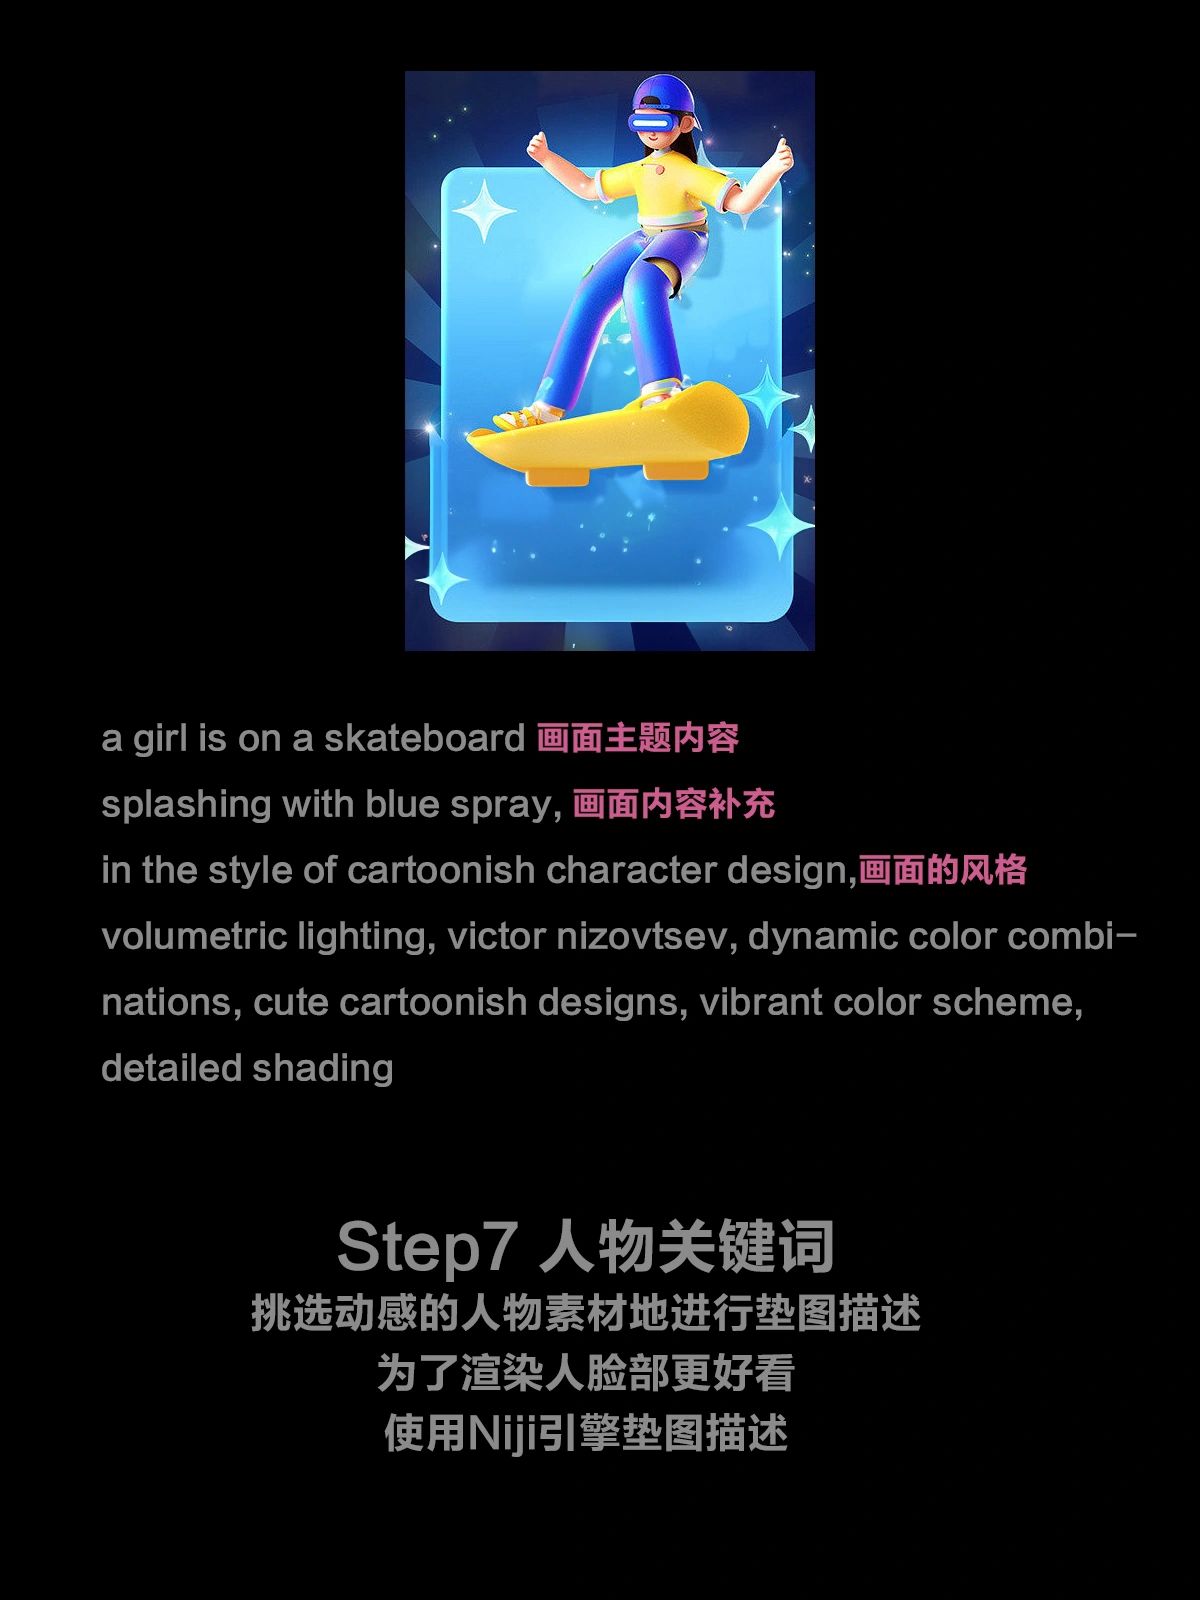 a girl is on a skateboard 画面主题内容
splashing with blue spray, 画面内容补充
in the style of cartoonish character design,画面的风格
volumetric lighting, victor nizovtsev, dynamic color combi-
nations, cute cartoonish designs, vibrant color scheme,
detailed shading
Step7 人物关键词
挑选动感的人物素材地进行垫图描述
为了渲染人脸部更好看
使用Niji引擎垫图描述